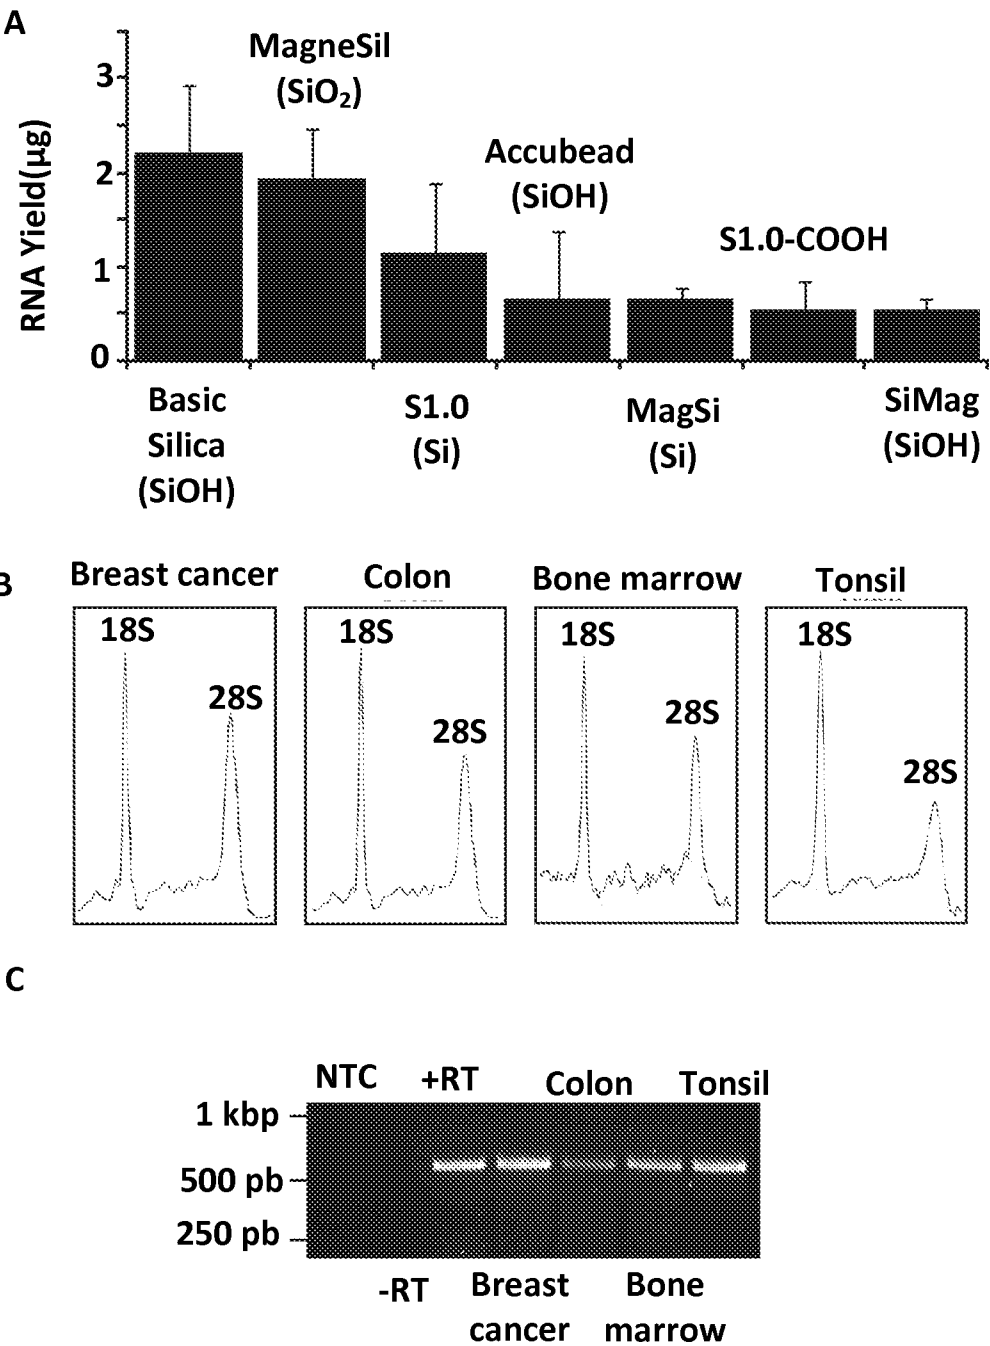 A
MagneSil
(SiO₂)
Accubead
(SiOH)
S1.0-COOH
RNA Yield(µg)
3
2
1
0
Basic
Silica
(SiOH)
S1.0
(Si)
MagSi
(Si)
SiMag
(SiOH)
B
Breast cancer
Colon
Bone marrow
Tonsil
18S
28S
18S
28S
18S
28S
18S
28S
C
NTC
+RT
Colon
Tonsil
1 kbp
500 pb
250 pb
-RT
Breast
cancer
Bone
marrow